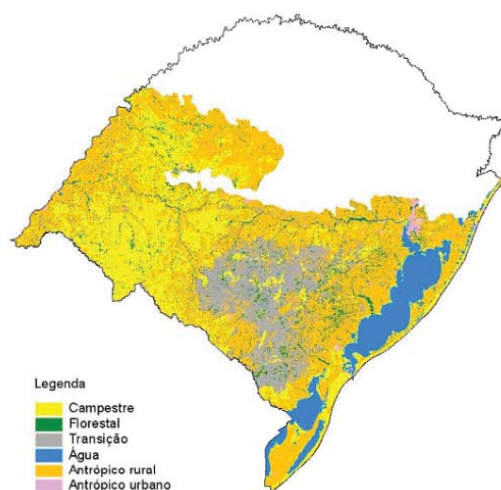 Legenda
Campestre
Florestal
Transição
Água
Antrópico rural
Antrópico urbano